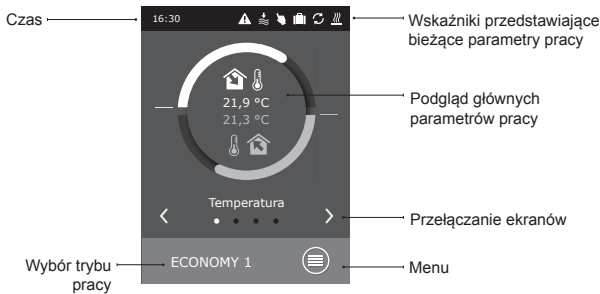 Czas
16:30
Wskaźniki przedstawiające
bieżące parametry pracy
21,9 °C
21,3 °C
Podgląd głównych
parametrów pracy
Temperatura
Przełączanie ekranów
Wybór trybu
pracy
ECONOMY 1
Menu